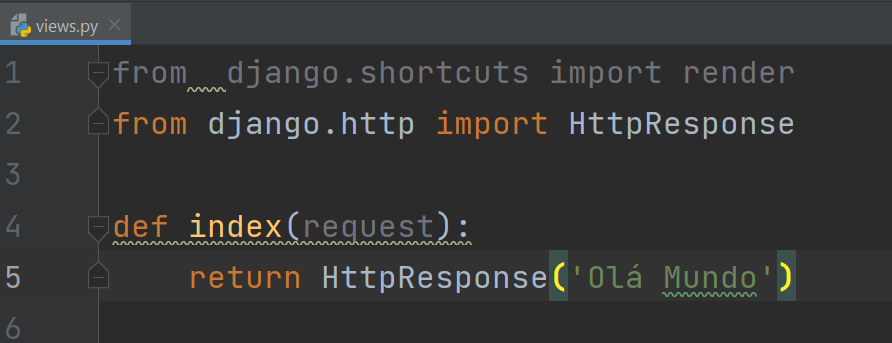 views.py
1 from  django.shortcuts import render
2 from django.http import HttpResponse
3
4 def index(request):
5     return HttpResponse('Olá Mundo')
6